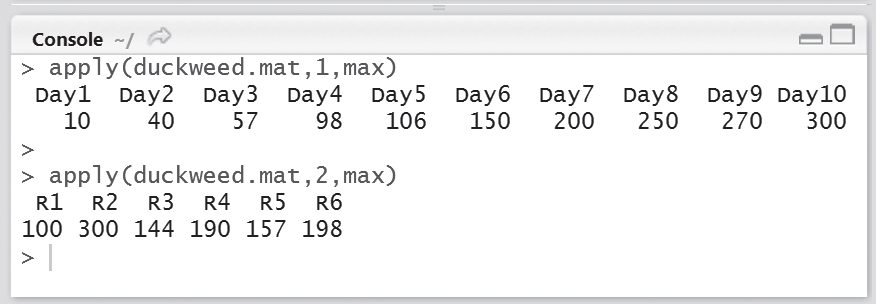 Console ~/
> apply(duckweed.mat,1,max)
Day1 Day2 Day3 Day4 Day5 Day6 Day7 Day8 Day9 Day10
10 40 57 98 106 150 200 250 270 300
>
> apply(duckweed.mat,2,max)
R1 R2 R3 R4 R5 R6
100 300 144 190 157 198
>